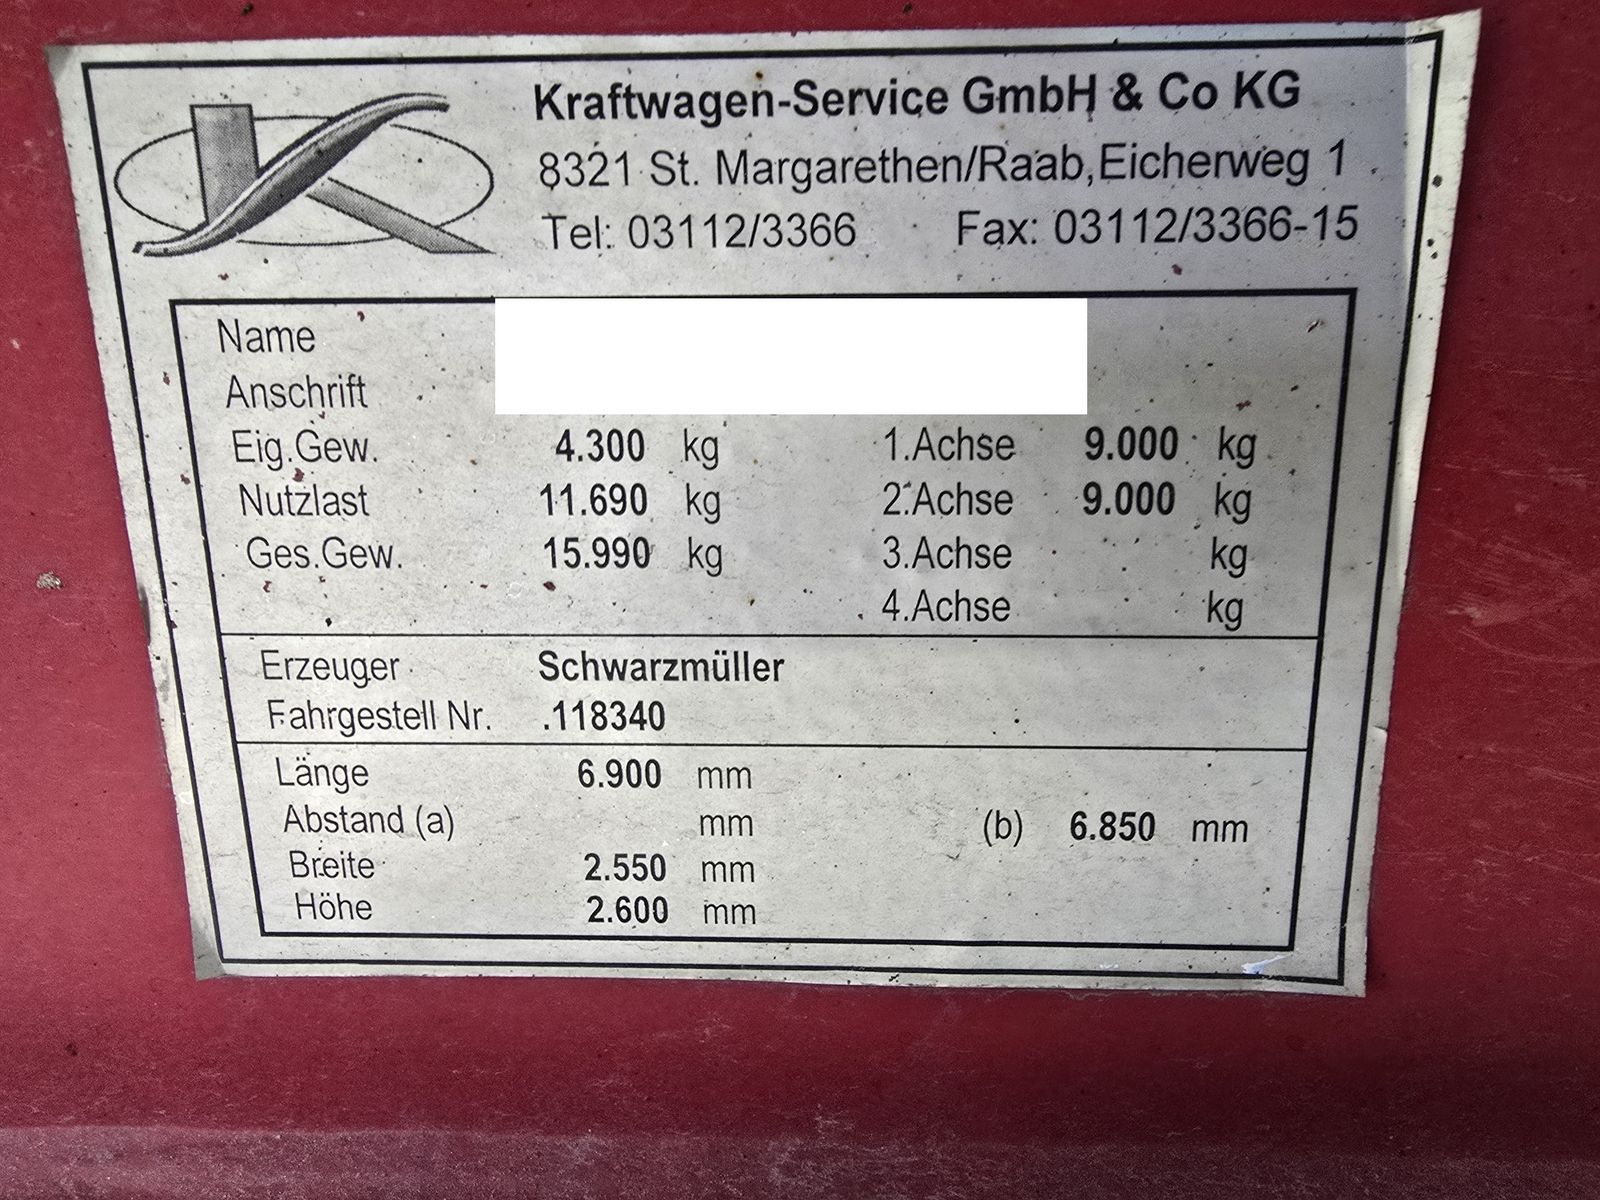 Kraftwagen-Service GmbH & Co KG
8321 St. Margarethen/Raab,Eicherweg 1
Tel: 03112/3366 Fax: 03112/3366-15
Name
Anschrift
Eig.Gew. 4.300 kg 1.Achse 9.000 kg
Nutzlast 11.690 kg 2.Achse 9.000 kg
Ges.Gew. 15.990 kg 3.Achse kg
4.Achse kg
Erzeuger Schwarzmüller
Fahrgestell Nr. .118340
Länge 6.900 mm
Abstand (a) mm (b) 6.850 mm
Breite 2.550 mm
Höhe 2.600 mm